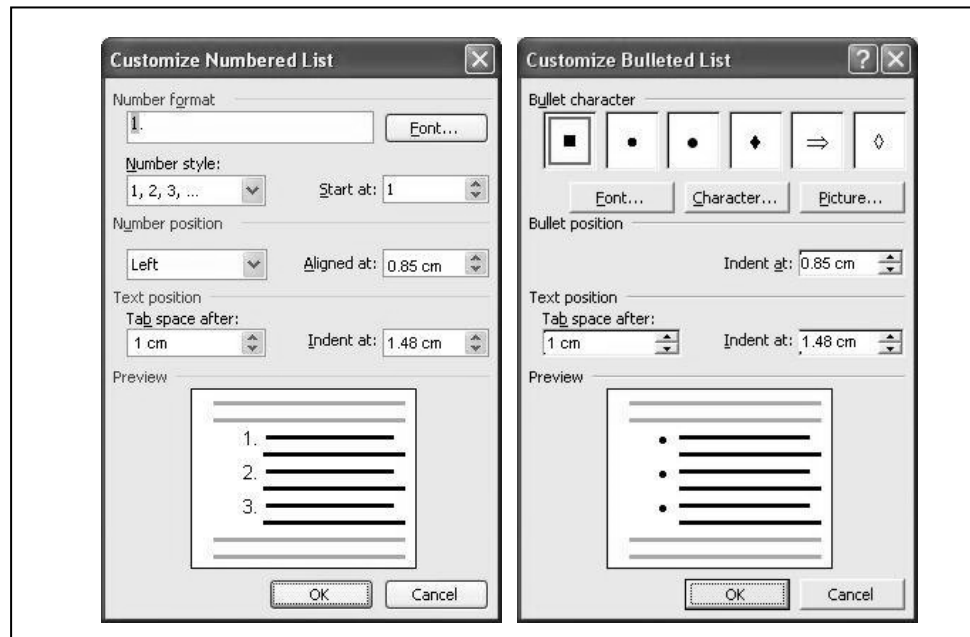 Customize Numbered List
Number format
1.
Font...
Number style:
1, 2, 3, ...
Start at: 1
Number position
Left
Aligned at: 0.85 cm
Text position
Tab space after:
1 cm
Indent at: 1.48 cm
Preview
1.
2.
3.
OK
Cancel
Customize Bulleted List
Bullet character
Font...
Character...
Picture...
Bullet position
Indent at: 0.85 cm
Text position
Tab space after:
1 cm
Indent at: 1.48 cm
Preview
OK
Cancel